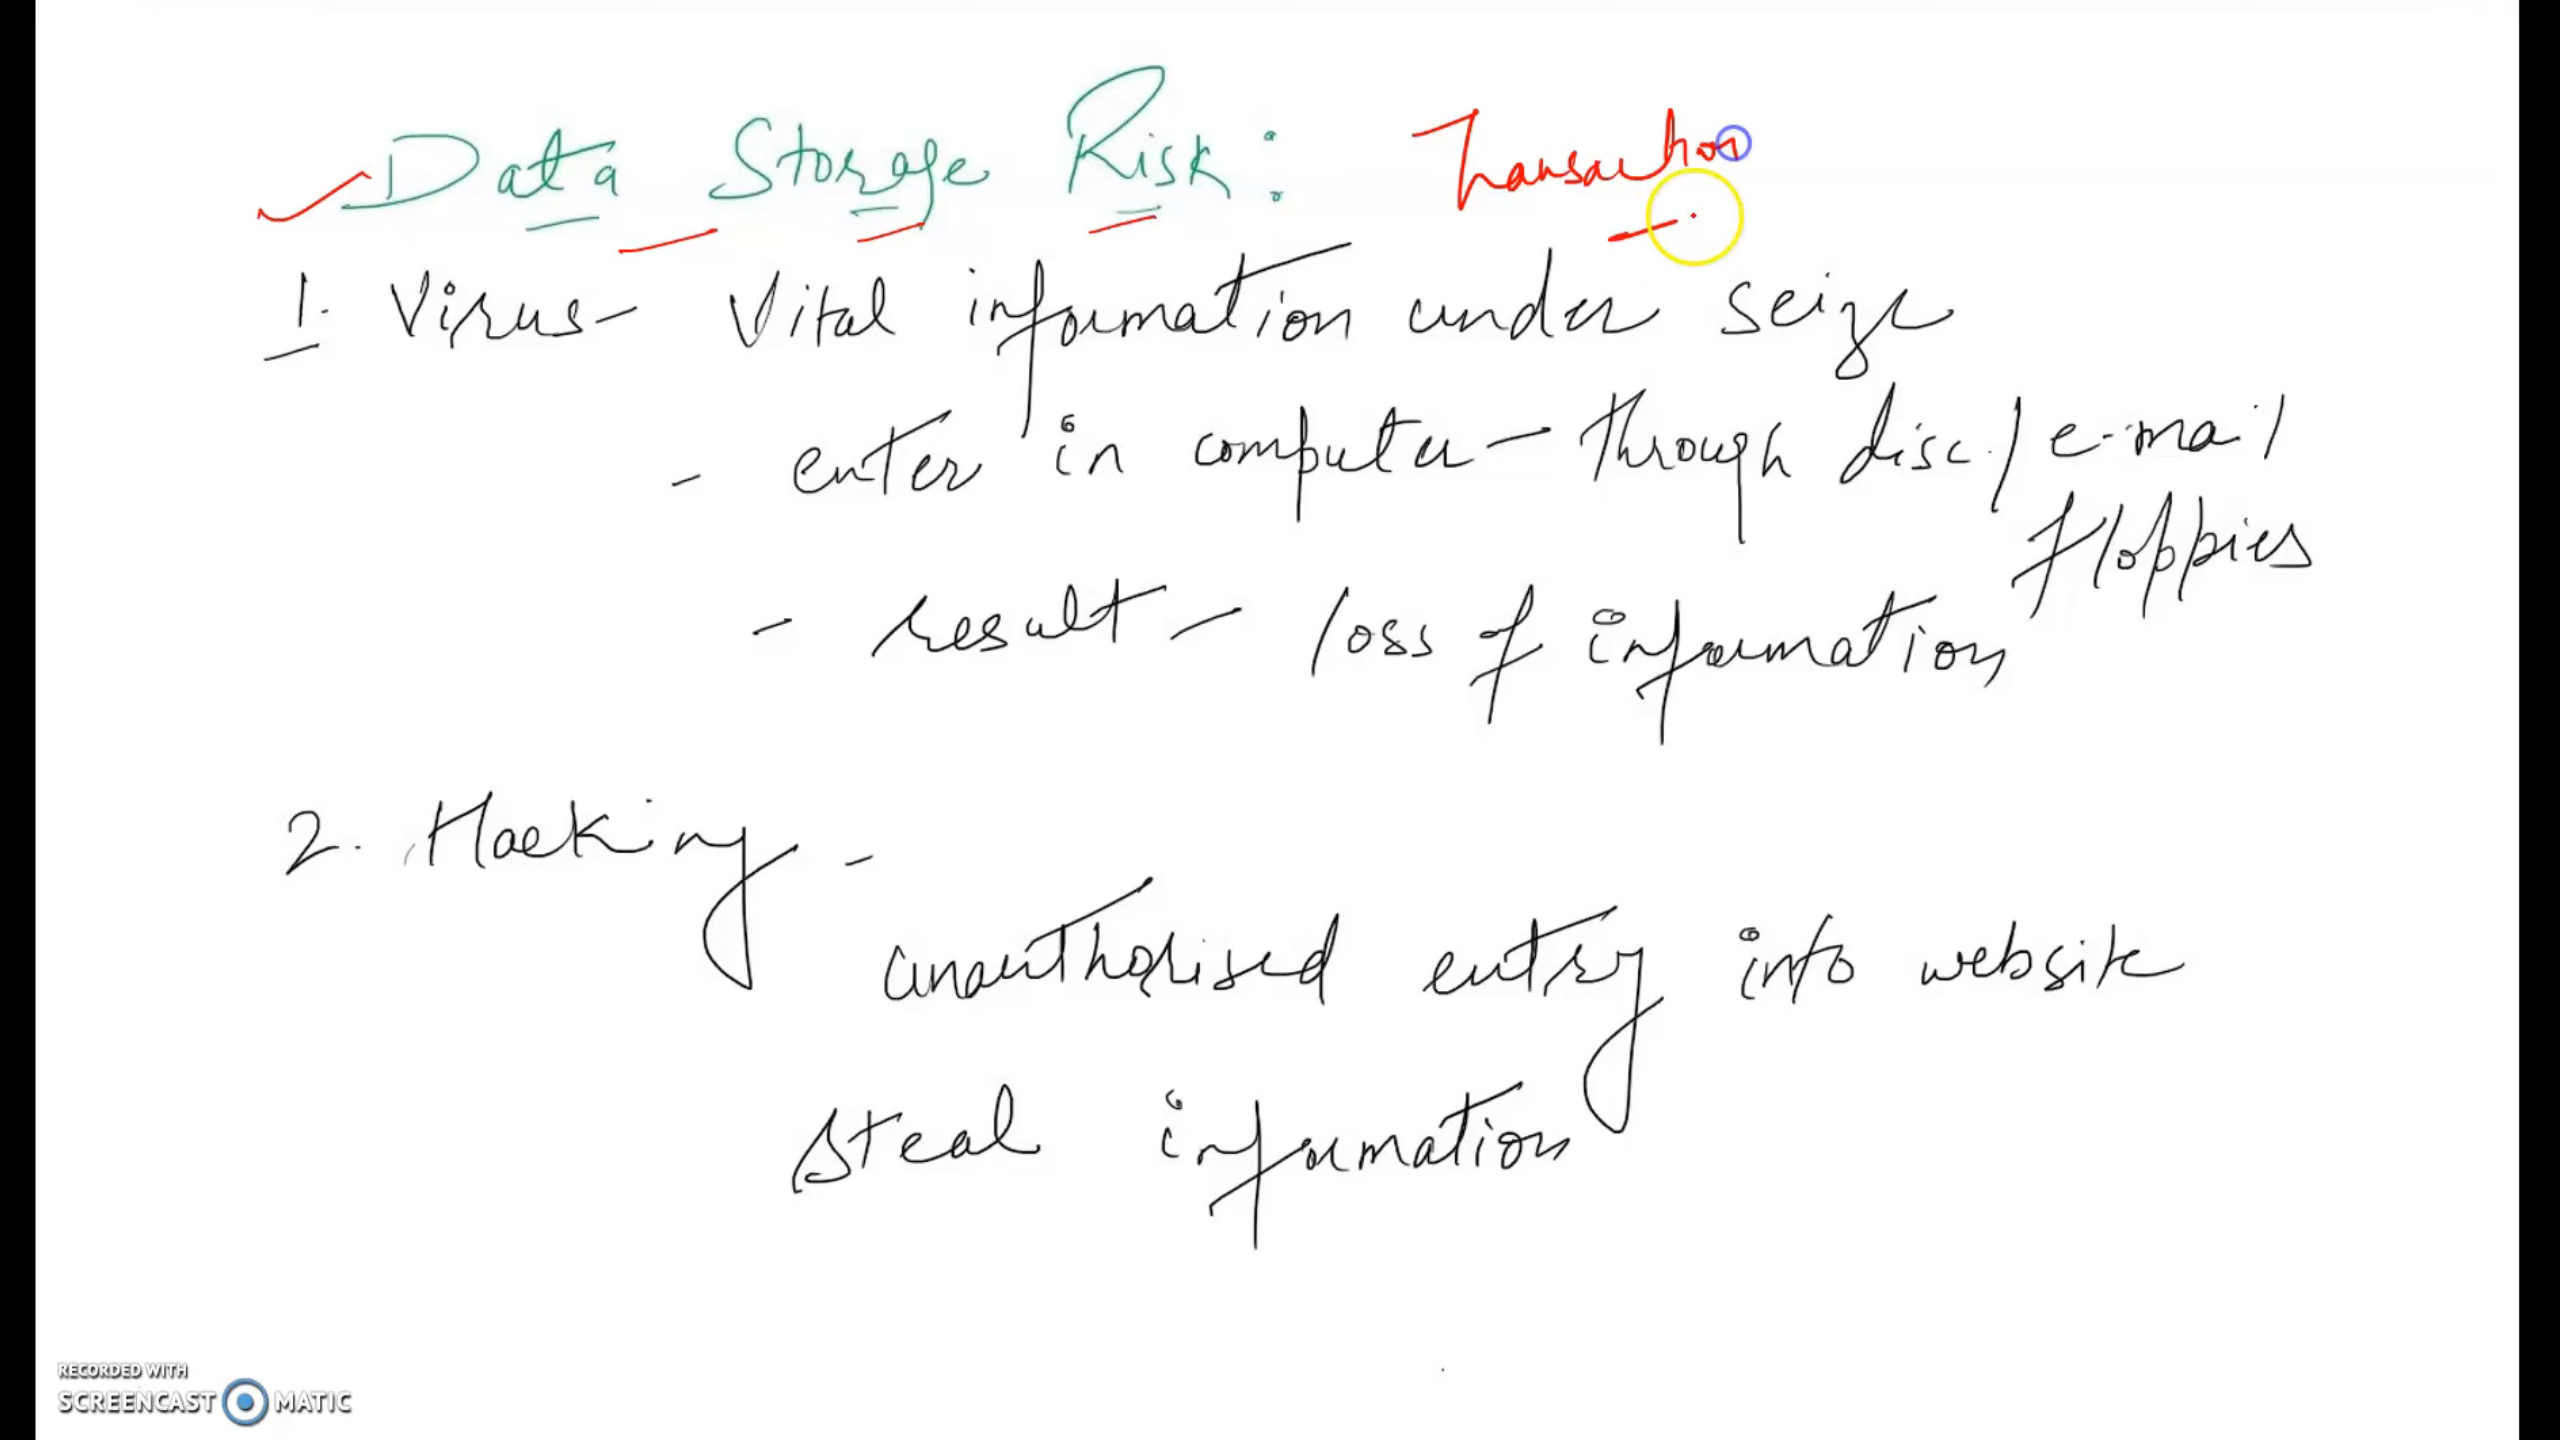 Data Storage Risk: Transaction
1. Virus- Vital information under seize
- enter in computer - through disc./ e-mail
floppies
- result - loss of information
2. Hacking -
unauthorised entry into website
steal information
RECORDED WITH
SCREENCAST MATIC